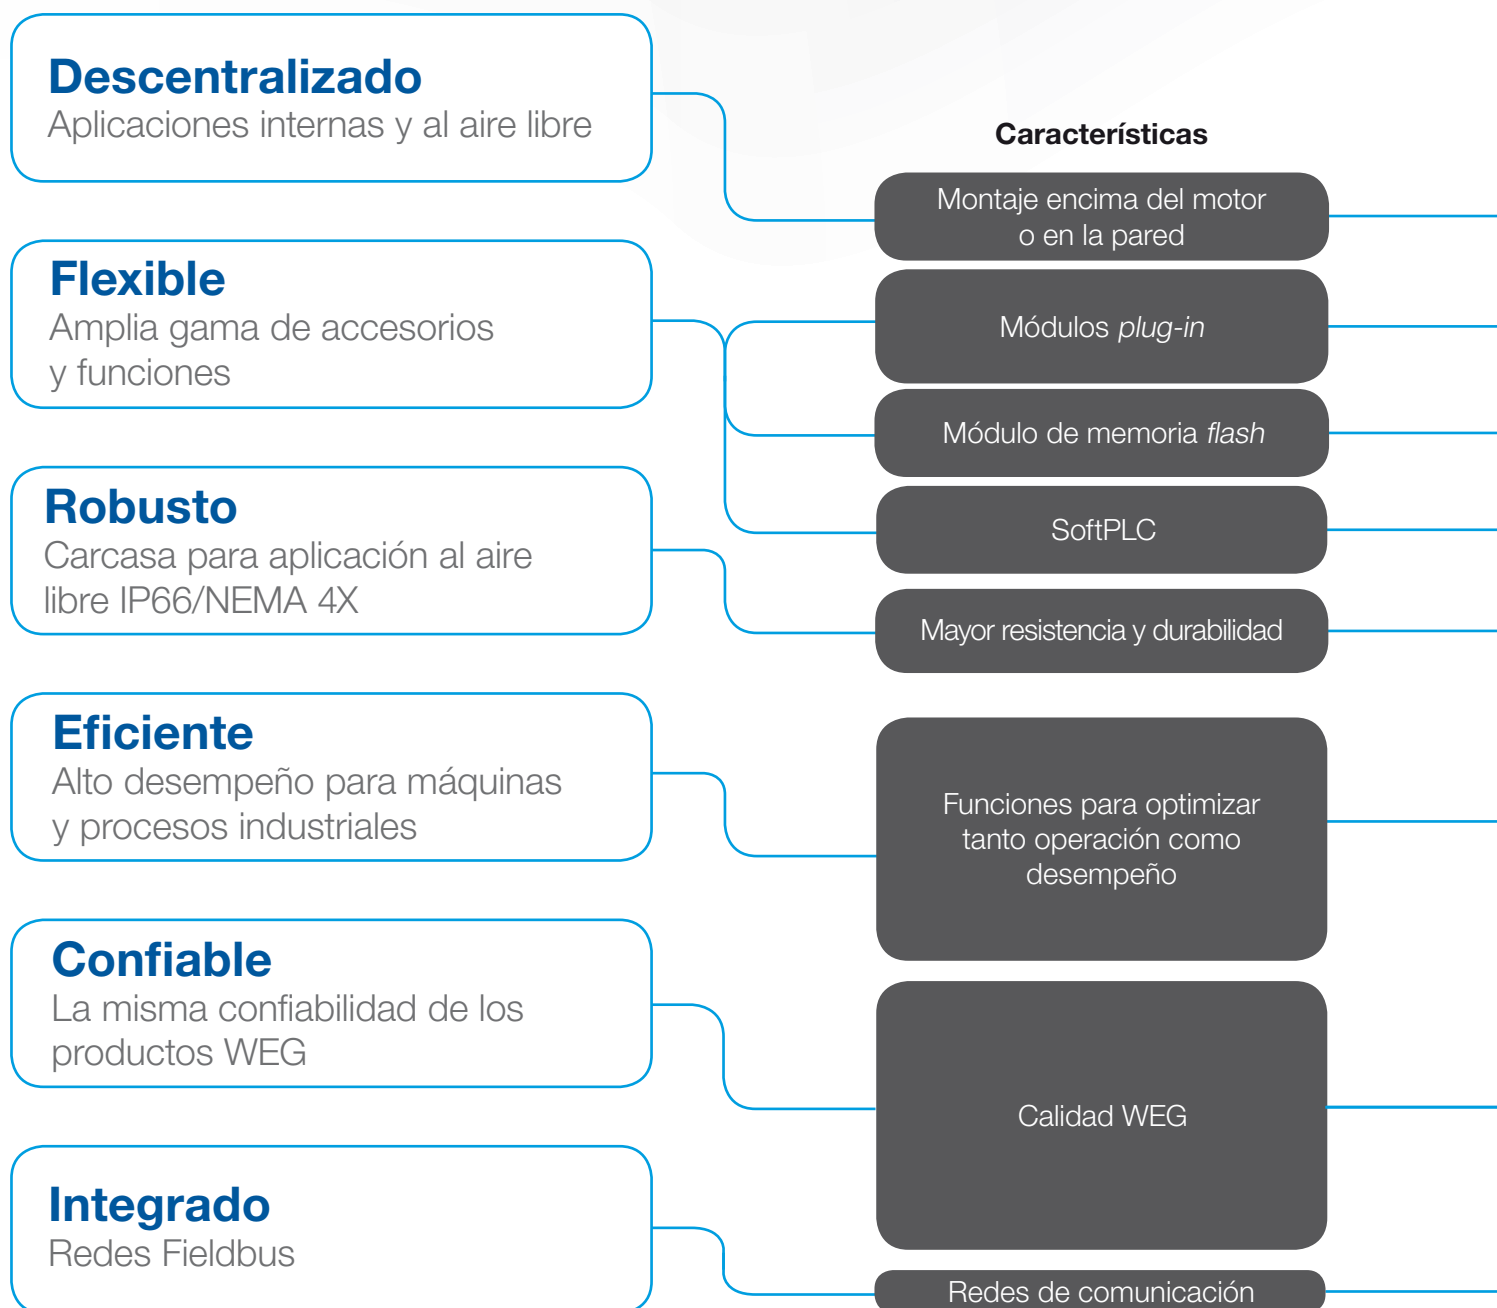 Descentralizado
Aplicaciones internas y al aire libre
Flexible
Amplia gama de accesorios
y funciones
Robusto
Carcasa para aplicación al aire
libre IP66/NEMA 4X
Eficiente
Alto desempeño para máquinas
y procesos industriales
Confiable
La misma confiabilidad de los
productos WEG
Integrado
Redes Fieldbus
Características
Montaje encima del motor
o en la pared
Módulos plug-in
Módulo de memoria flash
SoftPLC
Mayor resistencia y durabilidad
Funciones para optimizar
tanto operación como
desempeño
Calidad WEG
Redes de comunicación